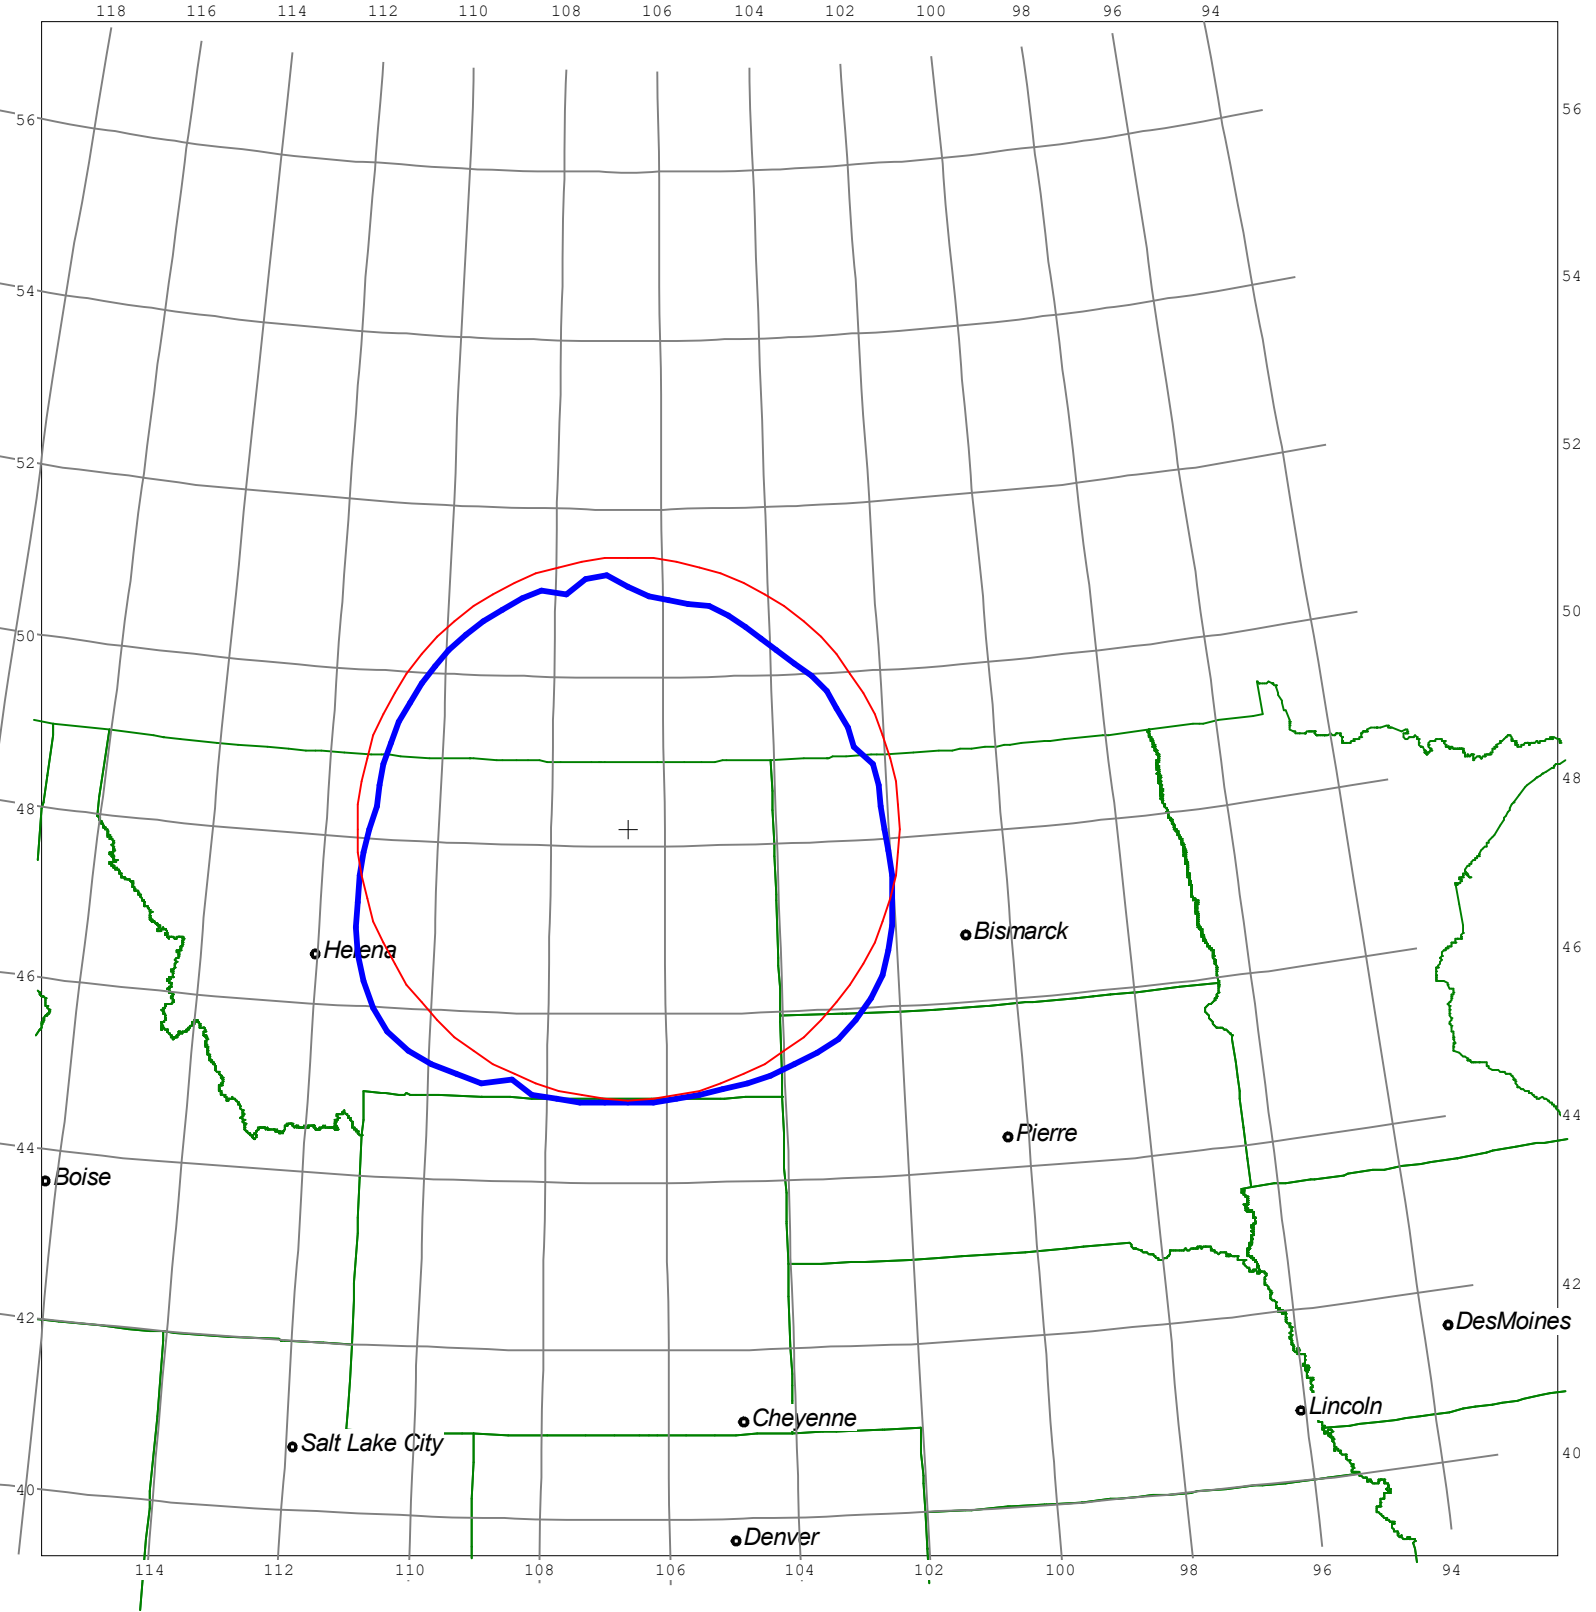 118 116 114 112 110 108 106 104 102 100 98 96 94
56 56
54 54
52 52
50 50
48 48
Bismarck
Helena
46 46
Pierre
44 44
Boise
42 42
DesMoines
Lincoln
Cheyenne
Salt Lake City
40 40
Denver
114 112 110 108 106 104 102 100 98 96 94